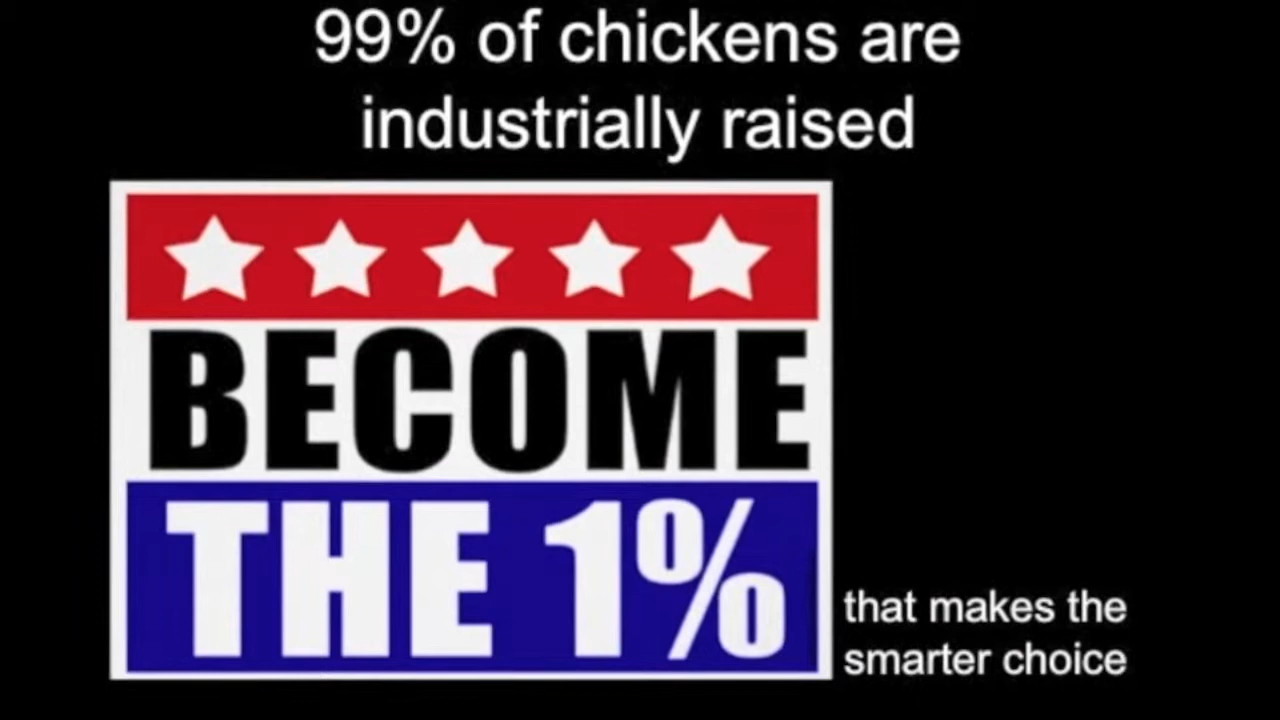 99% of chickens are
industrially raised
BECOME
THE 1%
that makes the
smarter choice